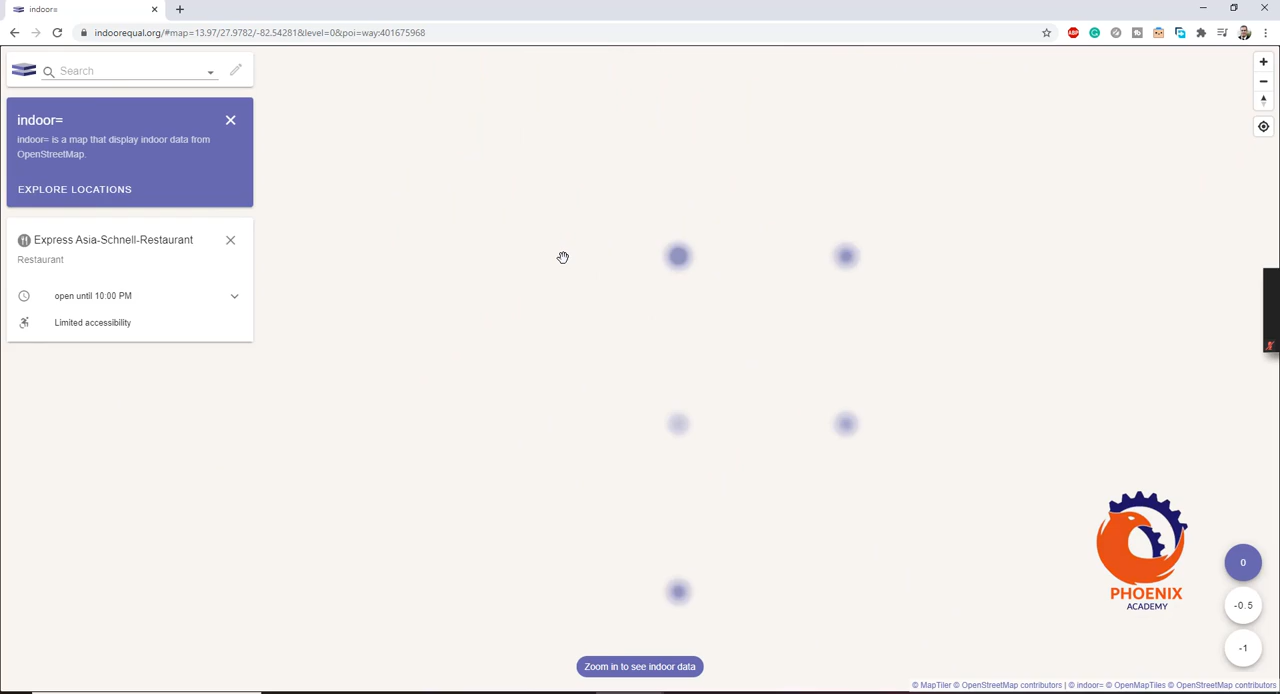 indoor=
indoorequal.org/#map=13.97/27.9782/-82.54281&level=0&poi=way:401675968
ABP
Search
indoor=
indoor= is a map that display indoor data from
OpenStreetMap.
EXPLORE LOCATIONS
Express Asia-Schnell-Restaurant
Restaurant
open until 10:00 PM
Limited accessibility
PHOENIX
ACADEMY
0
-0.5
-1
Zoom in to see indoor data
© MapTiler © OpenStreetMap contributors | © indoor= © OpenMapTiles © OpenStreetMap contributors